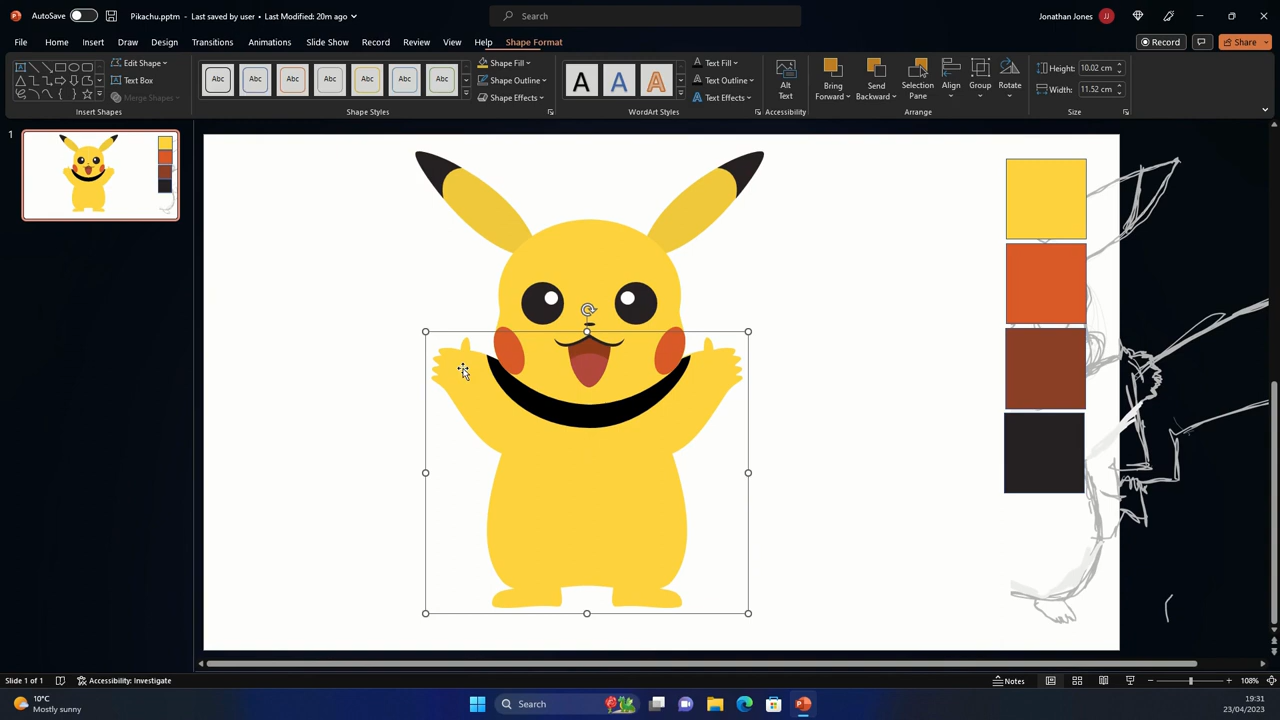 AutoSave
Pikachu.pptm • Last saved by user • Last Modified: 20m ago
Search
Jonathan Jones
JJ
File Home Insert Draw Design Transitions Animations Slide Show Record Review View Help Shape Format
Record
Share
Edit Shape
Text Box
Merge Shapes
Insert Shapes
Abc Abc Abc Abc Abc Abc Abc
Shape Fill
Shape Outline
Shape Effects
Shape Styles
A A A
Text Fill
Text Outline
Text Effects
WordArt Styles
Alt Text
Accessibility
Bring Forward
Send Backward
Selection Pane
Align
Group
Rotate
Arrange
Height: 10.02 cm
Width: 11.52 cm
Size
1
Slide 1 of 1
Accessibility: Investigate
Notes
108%
10°C
Mostly sunny
Search
19:31
23/04/2023